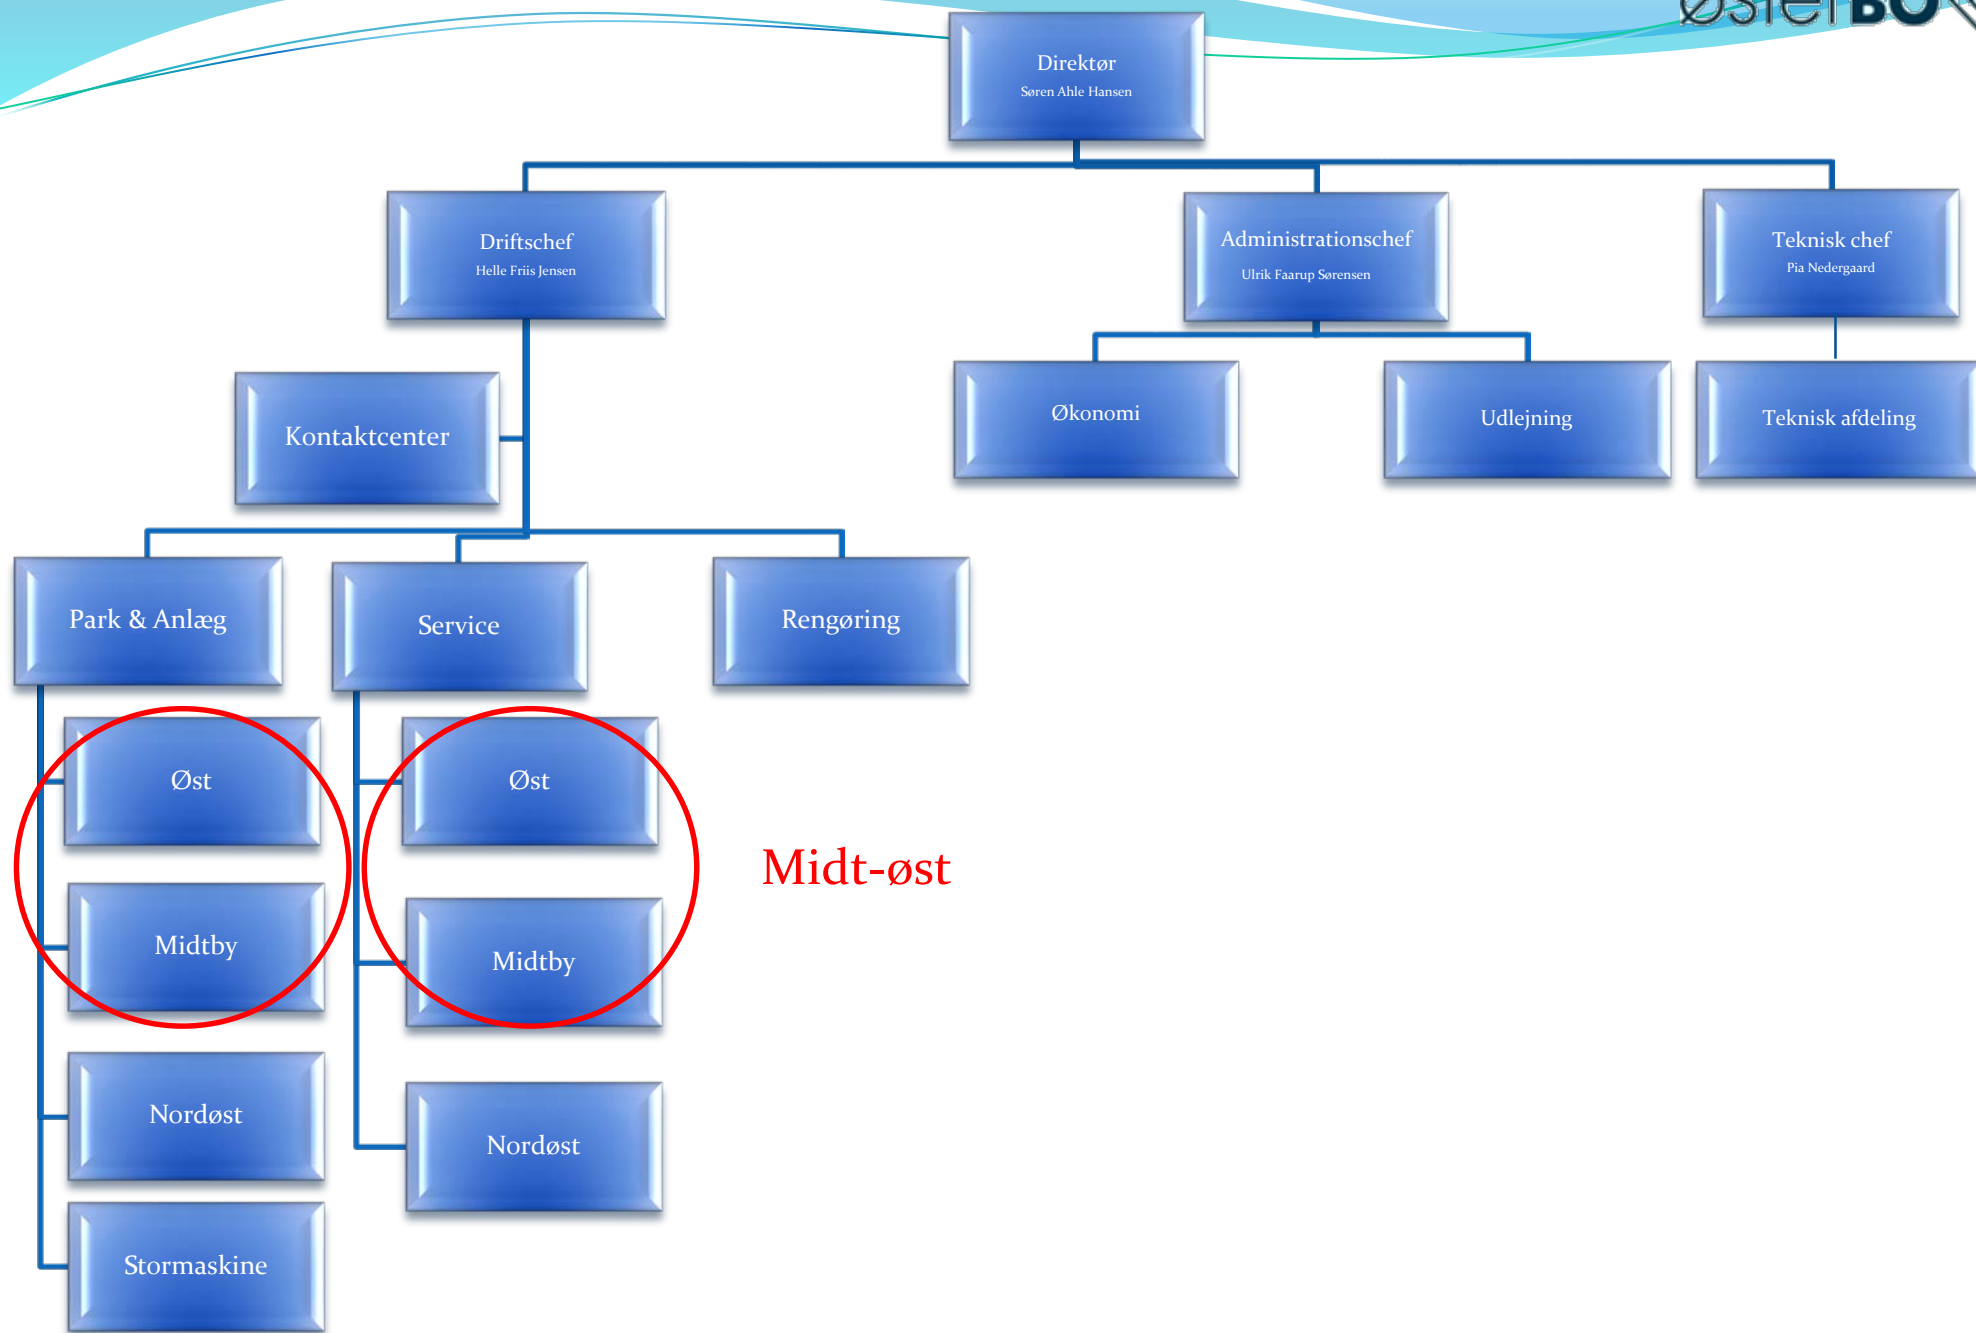 østerBO
Direktør
Søren Ahle Hansen
Driftschef
Helle Friis Jensen
Administrationschef
Ulrik Faarup Sørensen
Teknisk chef
Pia Nedergaard
Kontaktcenter
Økonomi
Udlejning
Teknisk afdeling
Park & Anlæg
Service
Rengøring
Øst
Øst
Midt-øst
Midtby
Midtby
Nordøst
Nordøst
Stormaskine